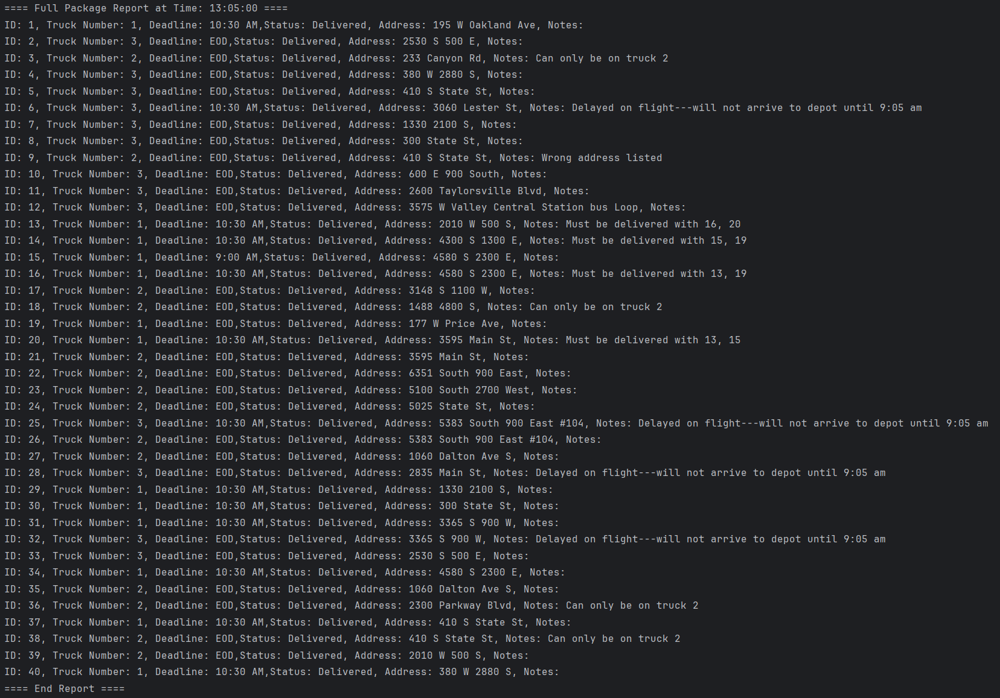 ==== Full Package Report at Time: 13:05:00 ====
ID: 1, Truck Number: 1, Deadline: 10:30 AM,Status: Delivered, Address: 195 W Oakland Ave, Notes:
ID: 2, Truck Number: 3, Deadline: EOD,Status: Delivered, Address: 2530 S 500 E, Notes:
ID: 3, Truck Number: 2, Deadline: EOD,Status: Delivered, Address: 233 Canyon Rd, Notes: Can only be on truck 2
ID: 4, Truck Number: 3, Deadline: EOD,Status: Delivered, Address: 380 W 2880 S, Notes:
ID: 5, Truck Number: 3, Deadline: EOD,Status: Delivered, Address: 410 S State St, Notes:
ID: 6, Truck Number: 3, Deadline: 10:30 AM,Status: Delivered, Address: 3060 Lester St, Notes: Delayed on flight---will not arrive to depot until 9:05 am
ID: 7, Truck Number: 3, Deadline: EOD,Status: Delivered, Address: 1330 2100 S, Notes:
ID: 8, Truck Number: 3, Deadline: EOD,Status: Delivered, Address: 300 State St, Notes:
ID: 9, Truck Number: 2, Deadline: EOD,Status: Delivered, Address: 410 S State St, Notes: Wrong address listed
ID: 10, Truck Number: 3, Deadline: EOD,Status: Delivered, Address: 600 E 900 South, Notes:
ID: 11, Truck Number: 3, Deadline: EOD,Status: Delivered, Address: 2600 Taylorsville Blvd, Notes:
ID: 12, Truck Number: 3, Deadline: EOD,Status: Delivered, Address: 3575 W Valley Central Station bus Loop, Notes:
ID: 13, Truck Number: 1, Deadline: 10:30 AM,Status: Delivered, Address: 2010 W 500 S, Notes: Must be delivered with 16, 20
ID: 14, Truck Number: 1, Deadline: 10:30 AM,Status: Delivered, Address: 4300 S 1300 E, Notes: Must be delivered with 15, 19
ID: 15, Truck Number: 1, Deadline: 9:00 AM,Status: Delivered, Address: 4580 S 2300 E, Notes:
ID: 16, Truck Number: 1, Deadline: 10:30 AM,Status: Delivered, Address: 4580 S 2300 E, Notes: Must be delivered with 13, 19
ID: 17, Truck Number: 2, Deadline: EOD,Status: Delivered, Address: 3148 S 1100 W, Notes:
ID: 18, Truck Number: 2, Deadline: EOD,Status: Delivered, Address: 1488 4800 S, Notes: Can only be on truck 2
ID: 19, Truck Number: 1, Deadline: EOD,Status: Delivered, Address: 177 W Price Ave, Notes:
ID: 20, Truck Number: 1, Deadline: 10:30 AM,Status: Delivered, Address: 3595 Main St, Notes: Must be delivered with 13, 15
ID: 21, Truck Number: 2, Deadline: EOD,Status: Delivered, Address: 3595 Main St, Notes:
ID: 22, Truck Number: 2, Deadline: EOD,Status: Delivered, Address: 6351 South 900 East, Notes:
ID: 23, Truck Number: 2, Deadline: EOD,Status: Delivered, Address: 5100 South 2700 West, Notes:
ID: 24, Truck Number: 2, Deadline: EOD,Status: Delivered, Address: 5025 State St, Notes:
ID: 25, Truck Number: 3, Deadline: 10:30 AM,Status: Delivered, Address: 5383 South 900 East #104, Notes: Delayed on flight---will not arrive to depot until 9:05 am
ID: 26, Truck Number: 2, Deadline: EOD,Status: Delivered, Address: 5383 South 900 East #104, Notes:
ID: 27, Truck Number: 2, Deadline: EOD,Status: Delivered, Address: 1060 Dalton Ave S, Notes:
ID: 28, Truck Number: 3, Deadline: EOD,Status: Delivered, Address: 2835 Main St, Notes: Delayed on flight---will not arrive to depot until 9:05 am
ID: 29, Truck Number: 1, Deadline: 10:30 AM,Status: Delivered, Address: 1330 2100 S, Notes:
ID: 30, Truck Number: 1, Deadline: 10:30 AM,Status: Delivered, Address: 300 State St, Notes:
ID: 31, Truck Number: 1, Deadline: 10:30 AM,Status: Delivered, Address: 3365 S 900 W, Notes:
ID: 32, Truck Number: 3, Deadline: EOD,Status: Delivered, Address: 3365 S 900 W, Notes: Delayed on flight---will not arrive to depot until 9:05 am
ID: 33, Truck Number: 3, Deadline: EOD,Status: Delivered, Address: 2530 S 500 E, Notes:
ID: 34, Truck Number: 1, Deadline: 10:30 AM,Status: Delivered, Address: 4580 S 2300 E, Notes:
ID: 35, Truck Number: 2, Deadline: EOD,Status: Delivered, Address: 1060 Dalton Ave S, Notes:
ID: 36, Truck Number: 2, Deadline: EOD,Status: Delivered, Address: 2300 Parkway Blvd, Notes: Can only be on truck 2
ID: 37, Truck Number: 1, Deadline: 10:30 AM,Status: Delivered, Address: 410 S State St, Notes:
ID: 38, Truck Number: 2, Deadline: EOD,Status: Delivered, Address: 410 S State St, Notes: Can only be on truck 2
ID: 39, Truck Number: 2, Deadline: EOD,Status: Delivered, Address: 2010 W 500 S, Notes:
ID: 40, Truck Number: 1, Deadline: 10:30 AM,Status: Delivered, Address: 380 W 2880 S, Notes:
==== End Report ====